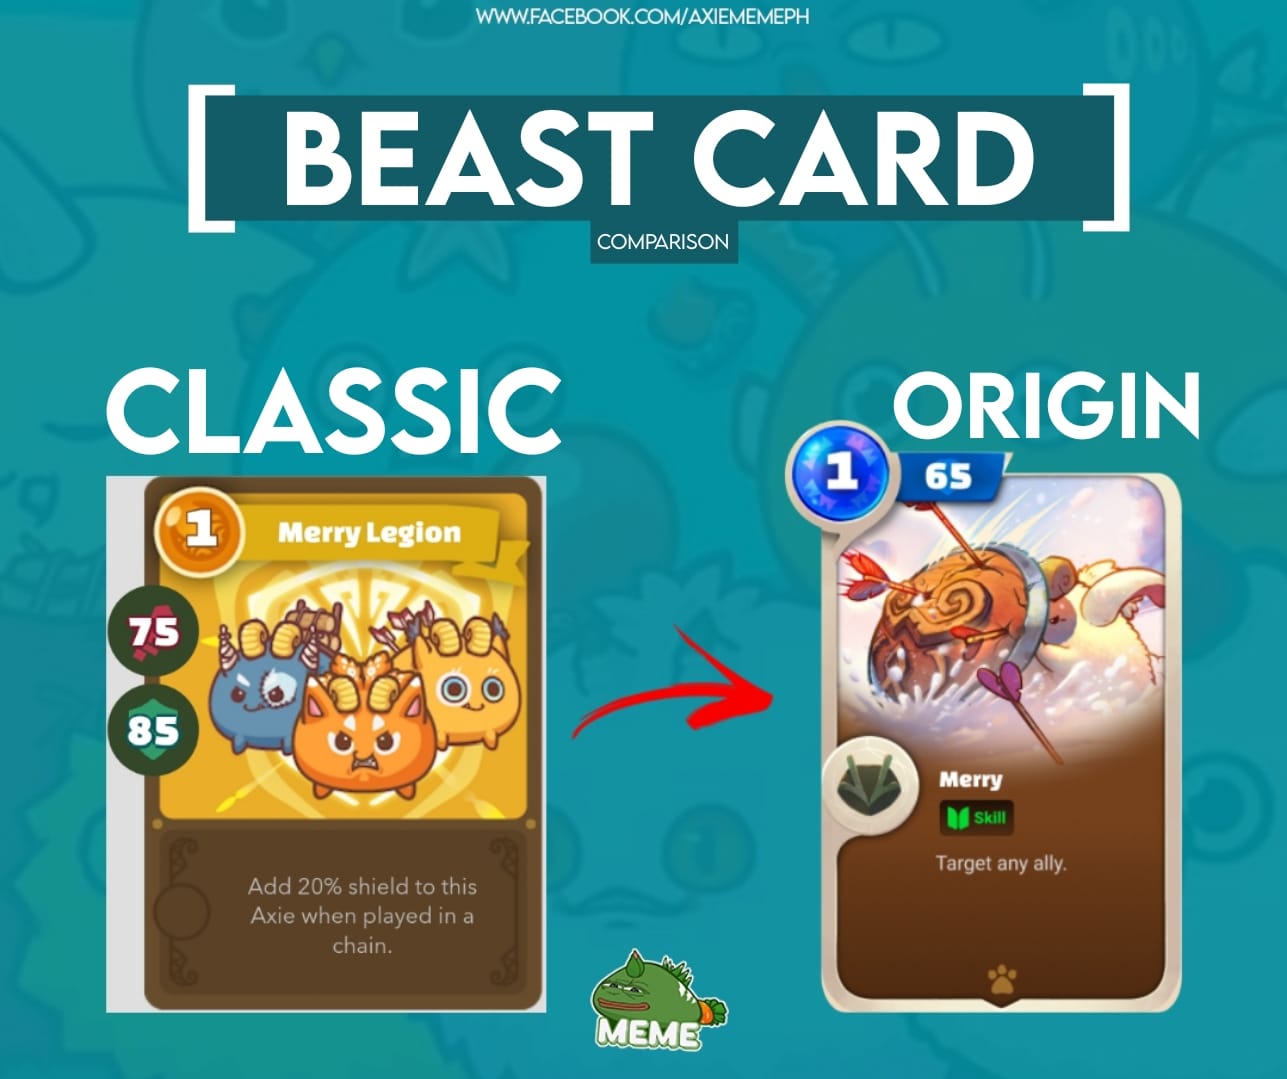 WWW.FACEBOOK.COM/AXIEMEMEPH
BEAST CARD
COMPARISON
CLASSIC
1
Merry Legion
75
85
Add 20% shield to this
Axie when played in a
chain.
ORIGIN
1
65
Merry
Skill
Target any ally.
MEME